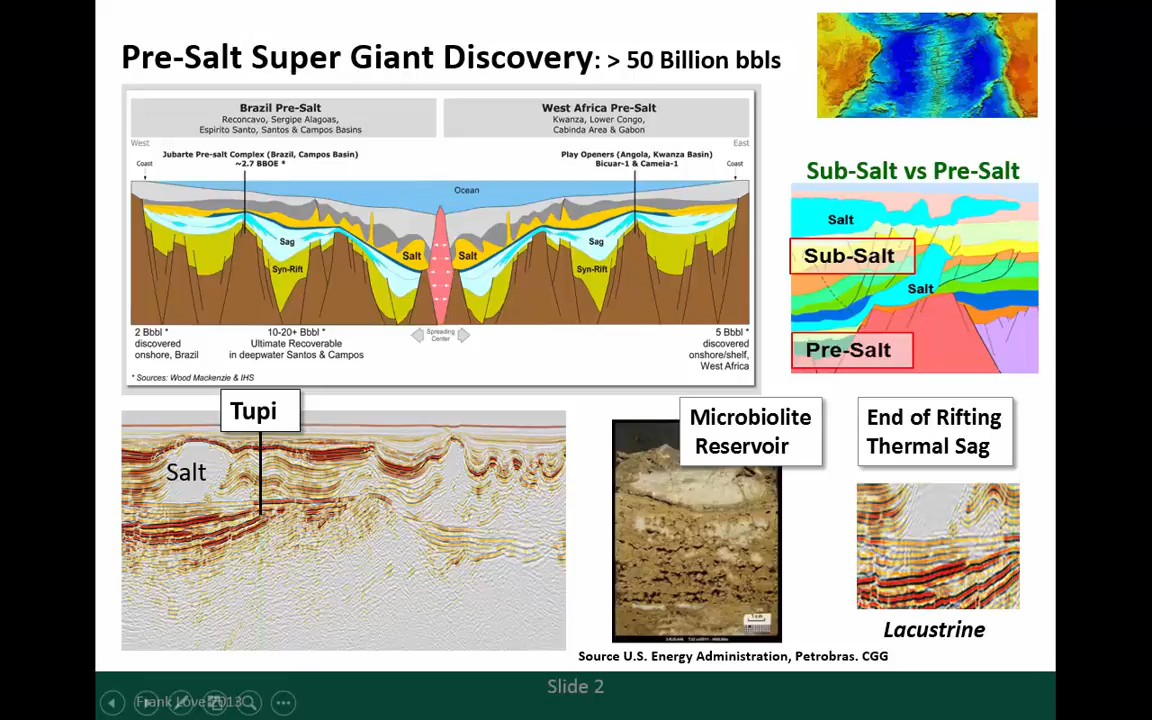 Pre-Salt Super Giant Discovery: > 50 Billion bbls
Brazil Pre-Salt
Reconcavo, Sergipe Alagoas,
Espirito Santo, Santos & Campos Basins
West Africa Pre-Salt
Kwanza, Lower Congo,
Cabinda Area & Gabon
West
East
Jubarte Pre-salt Complex (Brazil, Campos Basin)
~2.7 BBOE *
Play Openers (Angola, Kwanza Basin)
Bicuar-1 & Cameia-1
Coast
Coast
Ocean
Sag
Salt
Salt
Sag
Syn-Rift
Syn-Rift
2 Bbbl *
discovered
onshore, Brazil
10-20+ Bbbl *
Ultimate Recoverable
in deepwater Santos & Campos
Spreading
Center
5 Bbbl *
discovered
onshore/shelf,
West Africa
* Sources: Wood Mackenzie & IHS
Sub-Salt vs Pre-Salt
Salt
Sub-Salt
Salt
Pre-Salt
Tupi
Salt
Microbiolite
Reservoir
End of Rifting
Thermal Sag
Lacustrine
Source U.S. Energy Administration, Petrobras. CGG
Slide 2
Frank Love 2013